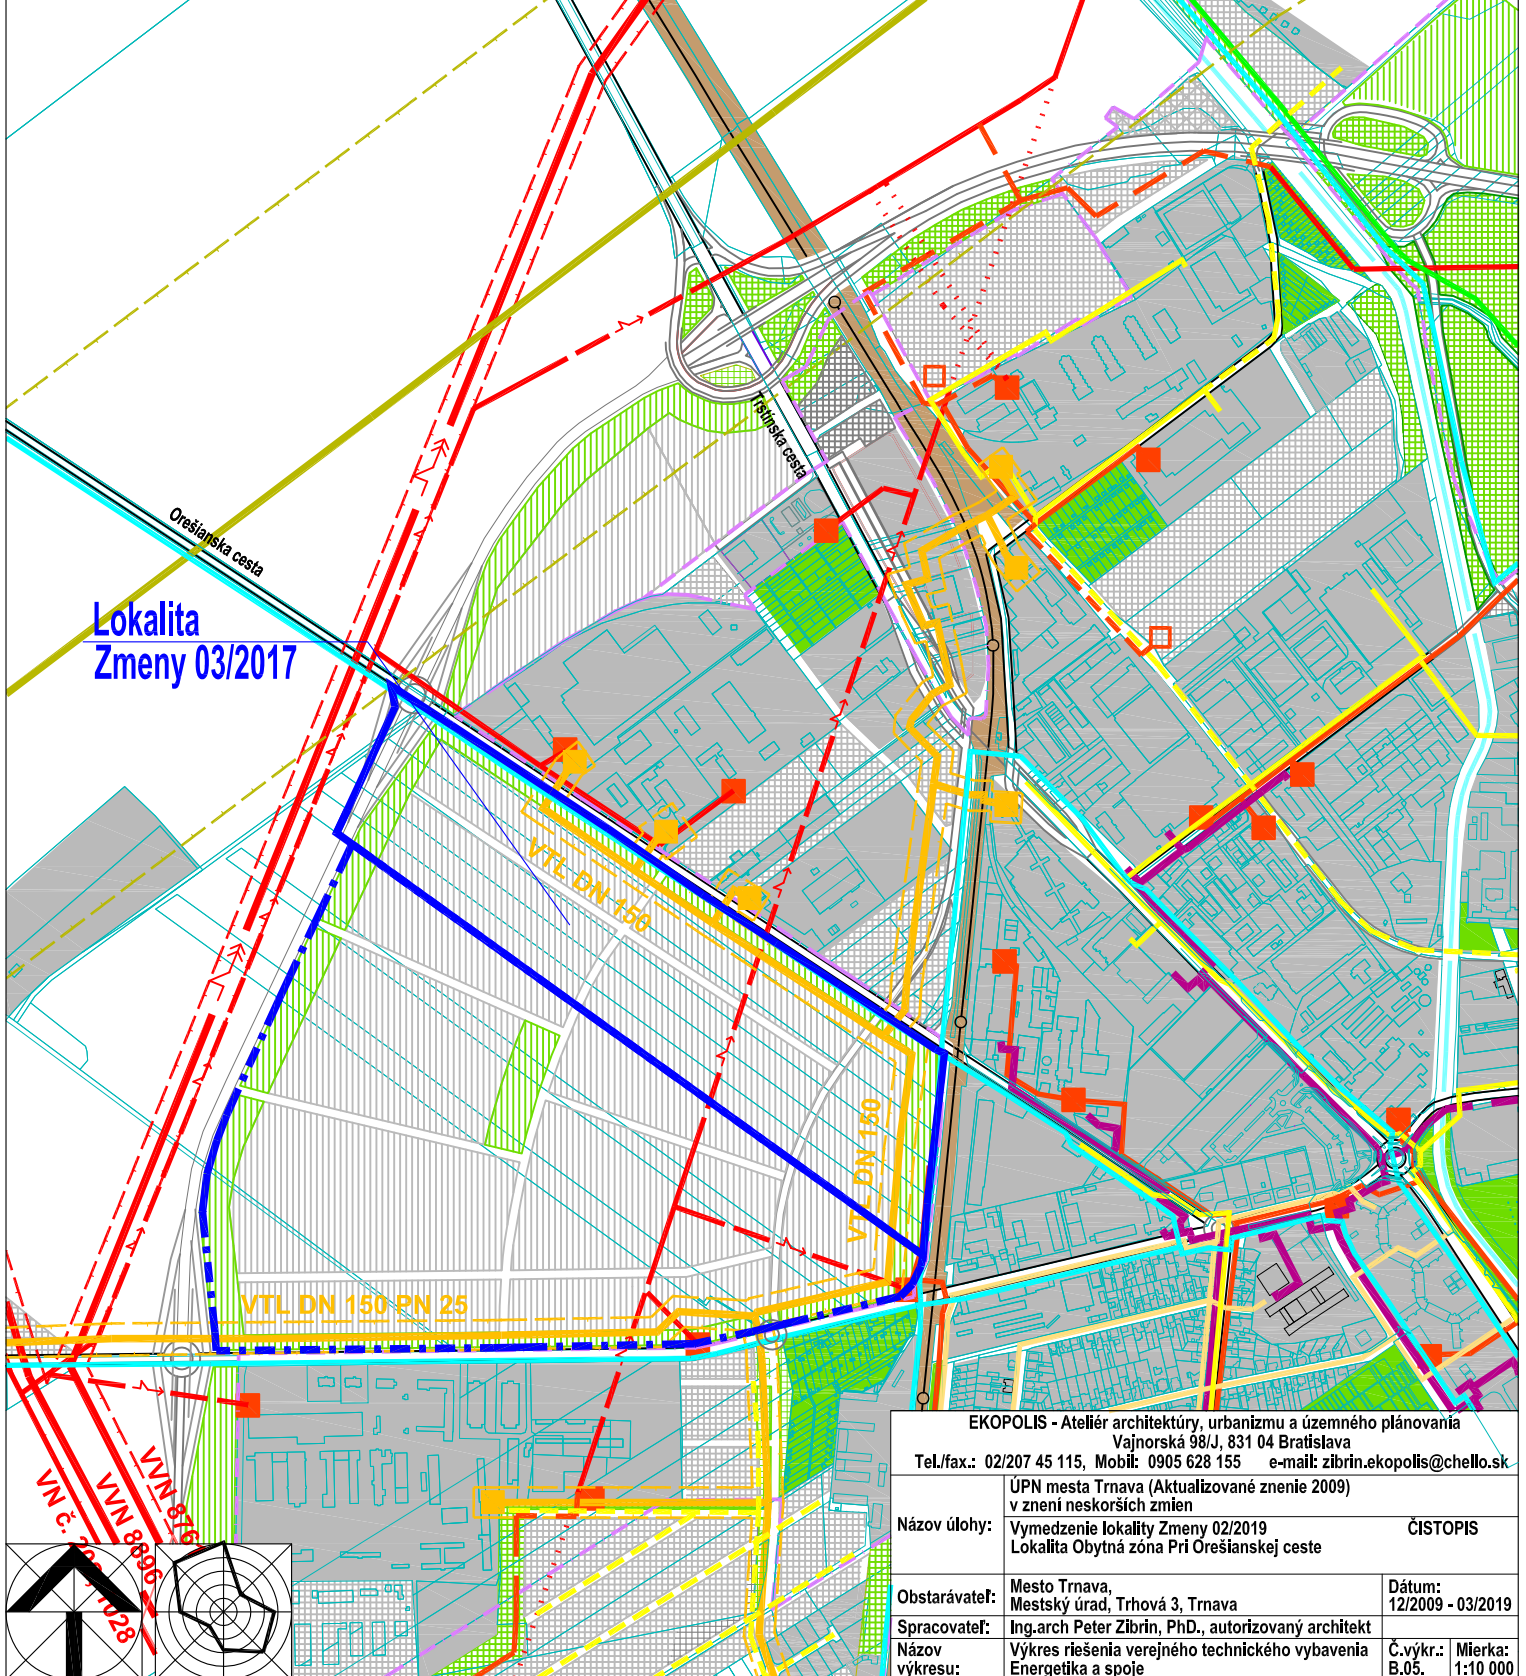 Trstínska cesta
Orešianska cesta
Lokalita
Zmeny 03/2017
VTL DN 150
VTL DN 150
VTL DN 150 PN 25
VVN 876
VVN 8896
VN č.
1028
EKOPOLIS - Ateliér architektúry, urbanizmu a územného plánovania
Vajnorská 98/J, 831 04 Bratislava
Tel./fax.: 02/207 45 115, Mobil: 0905 628 155 e-mail: zibrin.ekopolis@chello.sk
Názov úlohy:
ÚPN mesta Trnava (Aktualizované znenie 2009)
v znení neskorších zmien
Vymedzenie lokality Zmeny 02/2019 ČISTOPIS
Lokalita Obytná zóna Pri Orešianskej ceste
Obstarávateľ:
Mesto Trnava,
Mestský úrad, Trhová 3, Trnava
Dátum:
12/2009 - 03/2019
Spracovateľ: Ing.arch Peter Zibrin, PhD., autorizovaný architekt
Názov
výkresu:
Výkres riešenia verejného technického vybavenia
Energetika a spoje
Č.výkr.:
B.05.
Mierka:
1:10 000